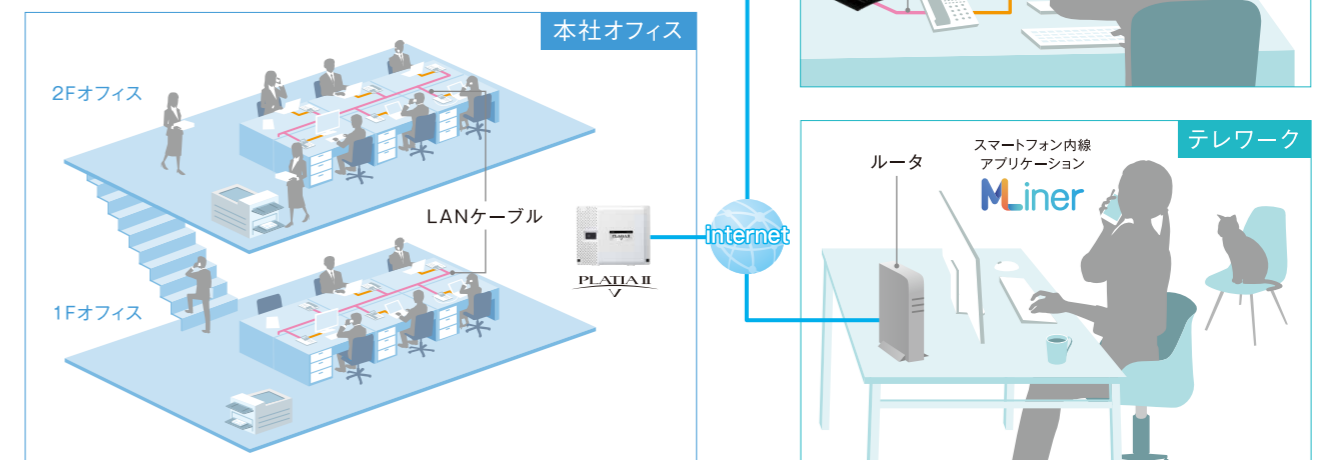 本社オフィス
2Fオフィス
LANケーブル
PLATIA II
1Fオフィス
internet
テレワーク
ルータ
スマートフォン内線
アプリケーション
MLiner